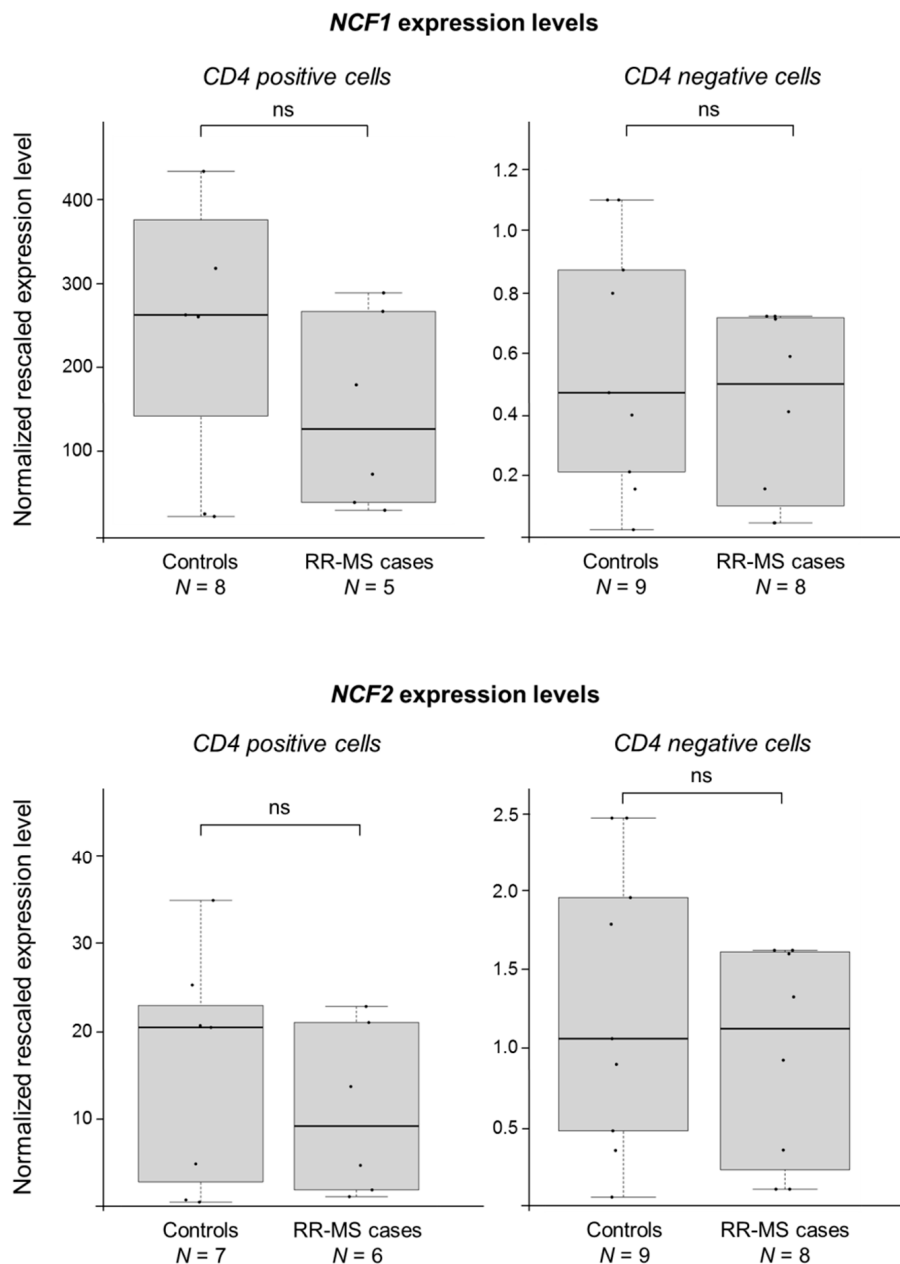 NCF1 expression levels
CD4 positive cells
CD4 negative cells
ns
ns
Normalized rescaled expression level
400
300
200
100
1.2
1.0
0.8
0.6
0.4
0.2
Controls
N = 8
RR-MS cases
N = 5
Controls
N = 9
RR-MS cases
N = 8
NCF2 expression levels
CD4 positive cells
CD4 negative cells
ns
ns
Normalized rescaled expression level
40
30
20
10
2.5
2.0
1.5
1.0
0.5
Controls
N = 7
RR-MS cases
N = 6
Controls
N = 9
RR-MS cases
N = 8